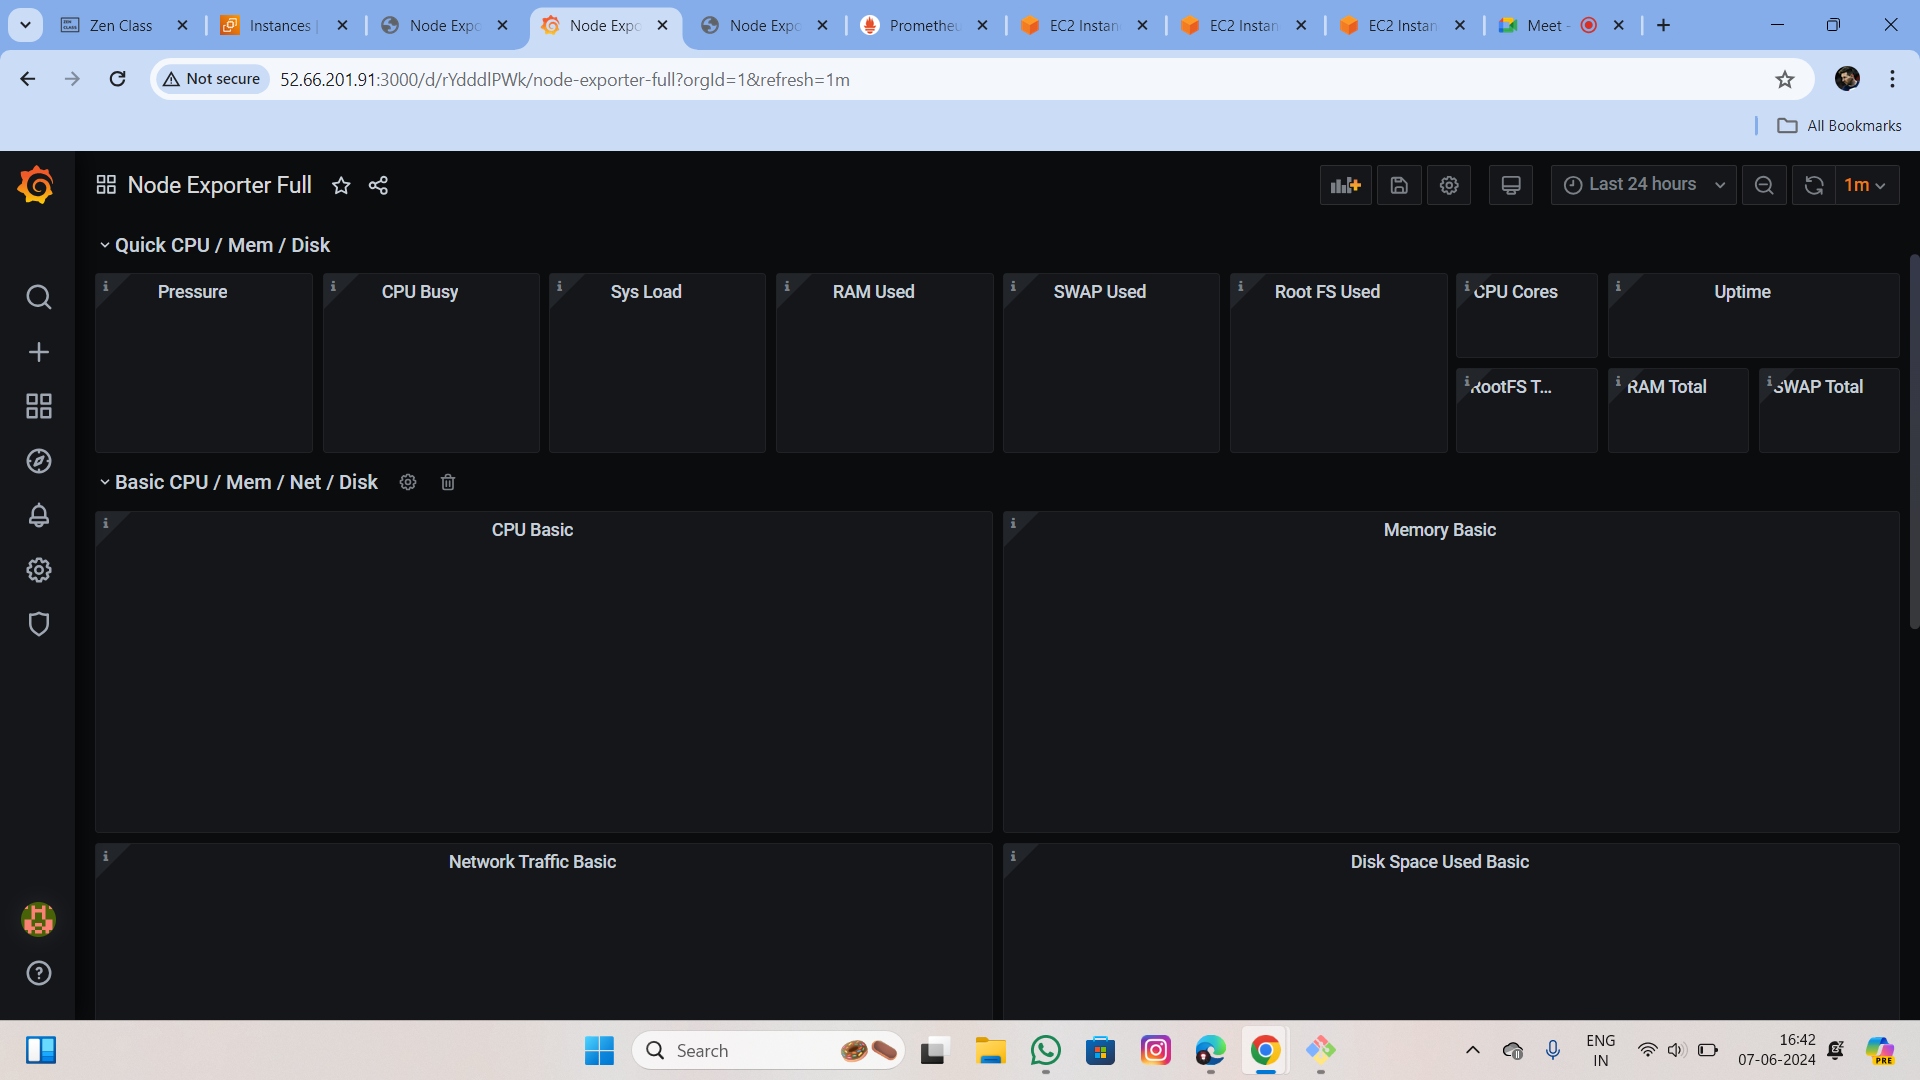 Zen Class
Instances |
Node Expo
Node Expo
Node Expo
Prometheu
EC2 Instan
EC2 Instan
EC2 Instan
Meet -
Not secure
52.66.201.91:3000/d/rYdddlPWk/node-exporter-full?orgId=1&refresh=1m
All Bookmarks
Node Exporter Full
Last 24 hours
1m
Quick CPU / Mem / Disk
Pressure
CPU Busy
Sys Load
RAM Used
SWAP Used
Root FS Used
CPU Cores
Uptime
RootFS T...
RAM Total
SWAP Total
Basic CPU / Mem / Net / Disk
CPU Basic
Memory Basic
Network Traffic Basic
Disk Space Used Basic
Search
ENG
IN
16:42
07-06-2024
PRE